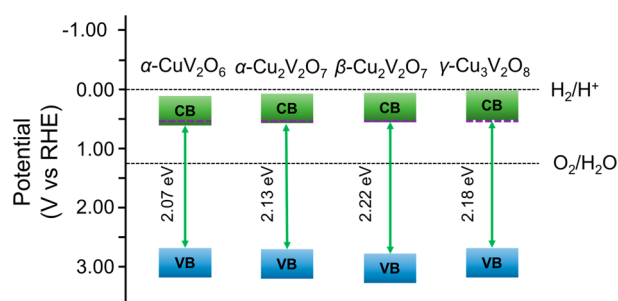 -1.00
α-CuV₂O₆ α-Cu₂V₂O₇ β-Cu₂V₂O₇ γ-Cu₃V₂O₈
0.00
H₂/H⁺
CB CB CB CB
1.00
O₂/H₂O
Potential
(V vs RHE)
2.07 eV 2.13 eV 2.22 eV 2.18 eV
2.00
3.00
VB VB VB VB